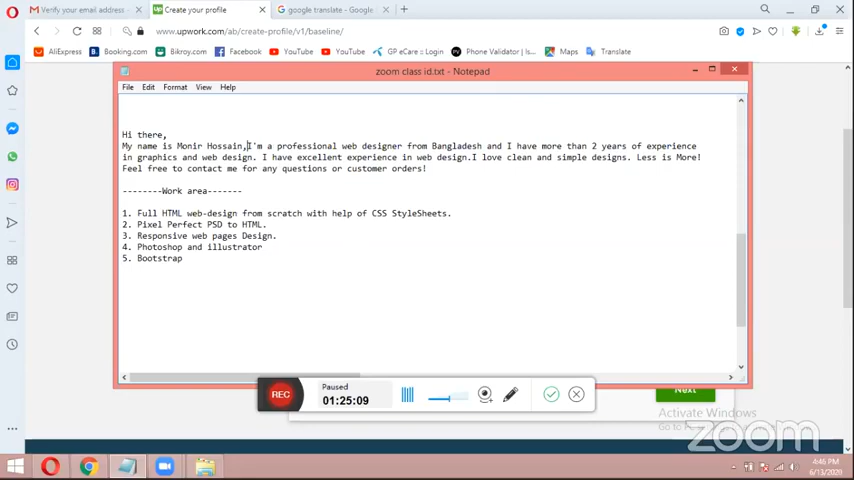 Verify your email address -
Create your profile
google translate - Google
www.upwork.com/ab/create-profile/v1/baseline/
AliExpress
Booking.com
Bikroy.com
Facebook
YouTube
YouTube
GP eCare :: Login
Phone Validator | Is...
Maps
Translate
zoom class id.txt - Notepad
File Edit Format View Help
Hi there,
My name is Monir Hossain,I'm a professional web designer from Bangladesh and I have more than 2 years of experience
in graphics and web design. I have excellent experience in web design.I love clean and simple designs. Less is More!
Feel free to contact me for any questions or customer orders!
--------Work area-------
1. Full HTML web-design from scratch with help of CSS StyleSheets.
2. Pixel Perfect PSD to HTML.
3. Responsive web pages Design.
4. Photoshop and illustrator
5. Bootstrap
REC
Paused
01:25:09
Next
Activate Windows
zoom
4:46 PM
6/13/2020